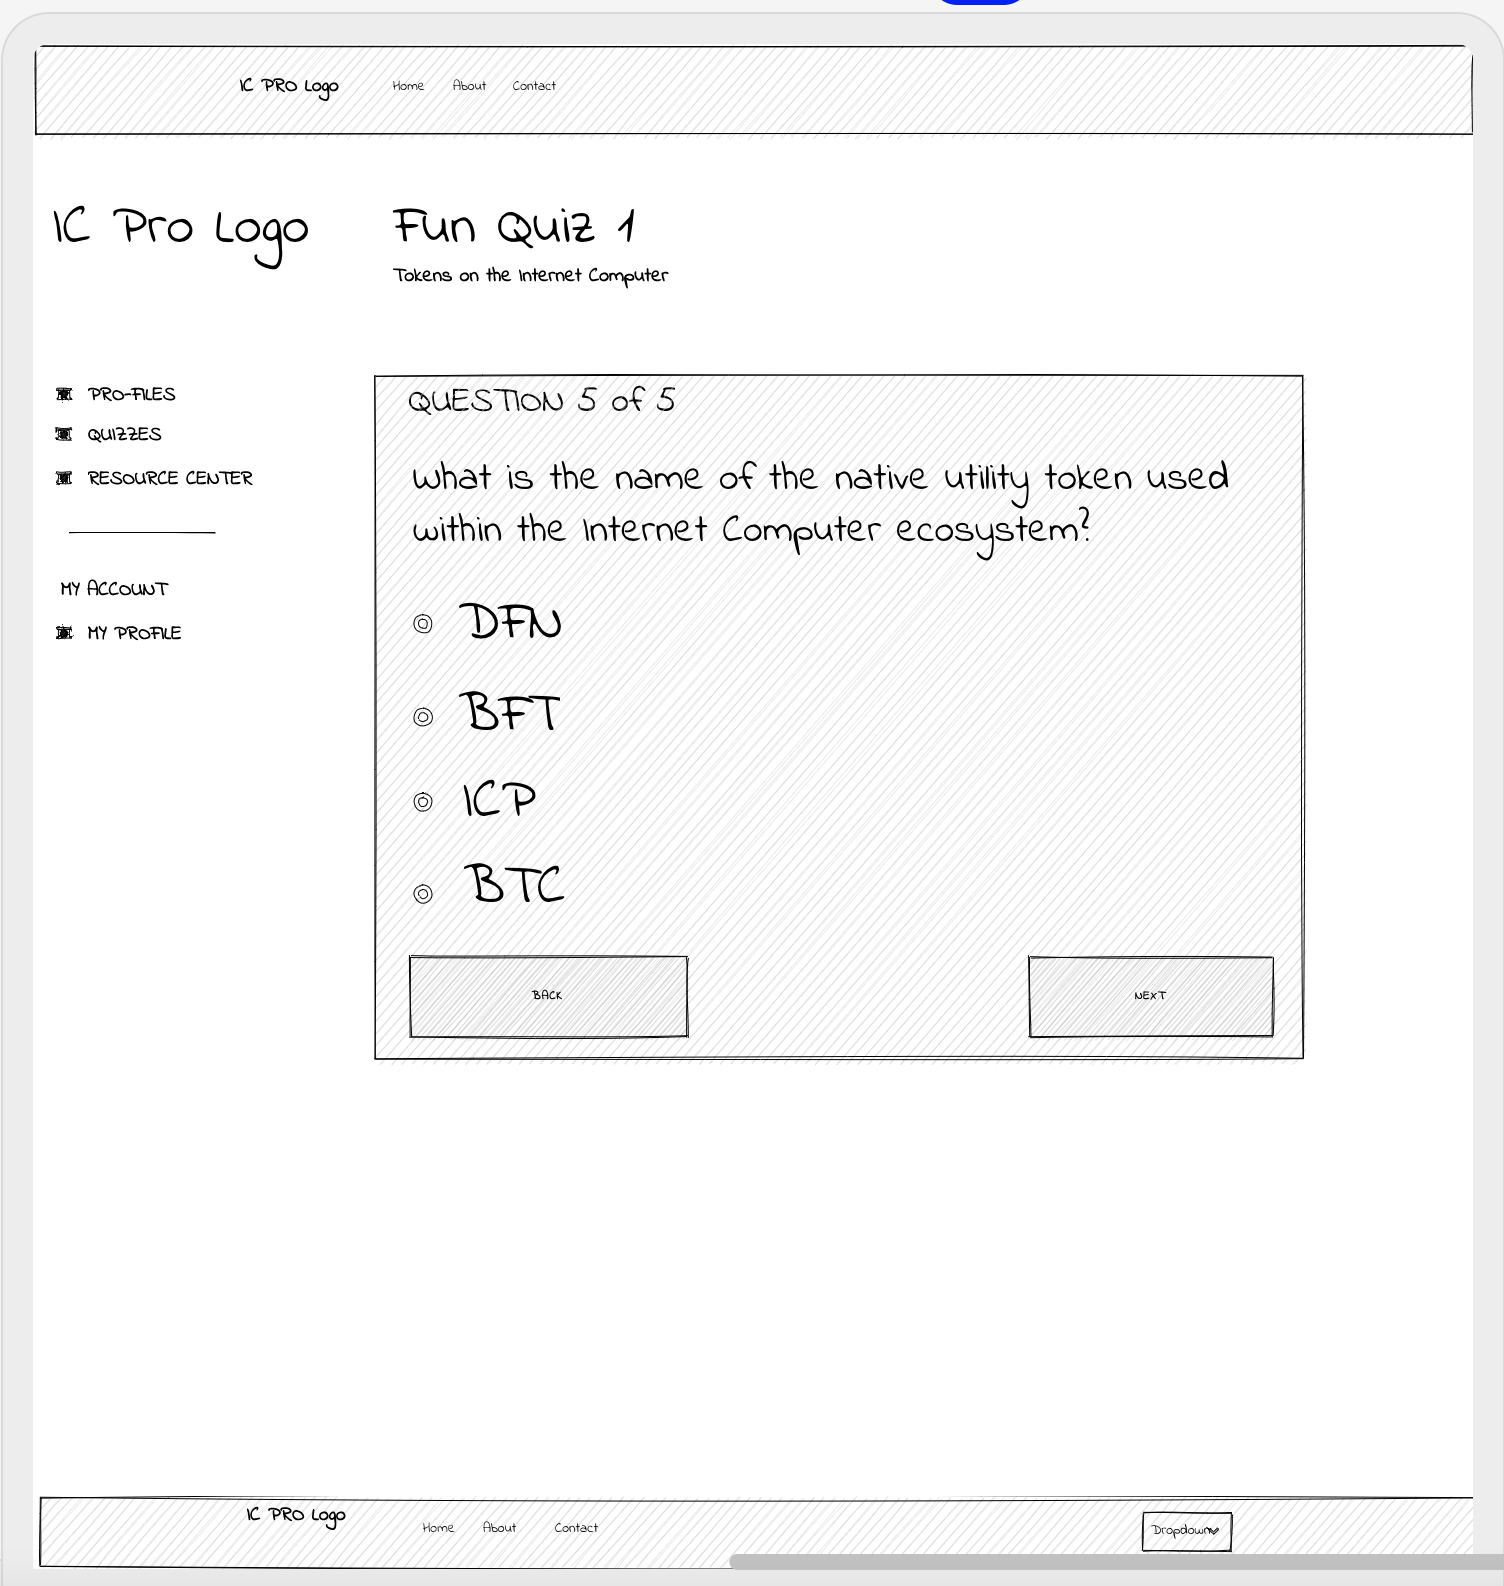 IC PRO Logo Home About Contact
IC Pro Logo
Fun Quiz 1
Tokens on the Internet Computer
PRO-FILES
QUIZZES
RESOURCE CENTER
MY ACCOUNT
MY PROFILE
QUESTION 5 of 5
What is the name of the native utility token used
within the Internet Computer ecosystem?
DFN
BFT
ICP
BTC
BACK
NEXT
IC PRO Logo
Home About Contact
Dropdown